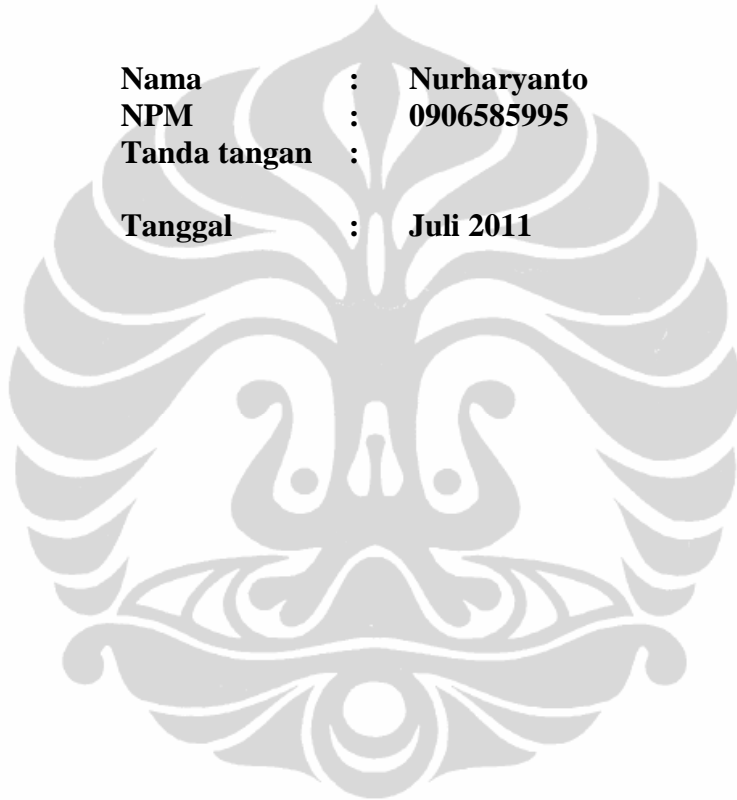 Nama : Nurharyanto
NPM : 0906585995
Tanda tangan :
Tanggal : Juli 2011